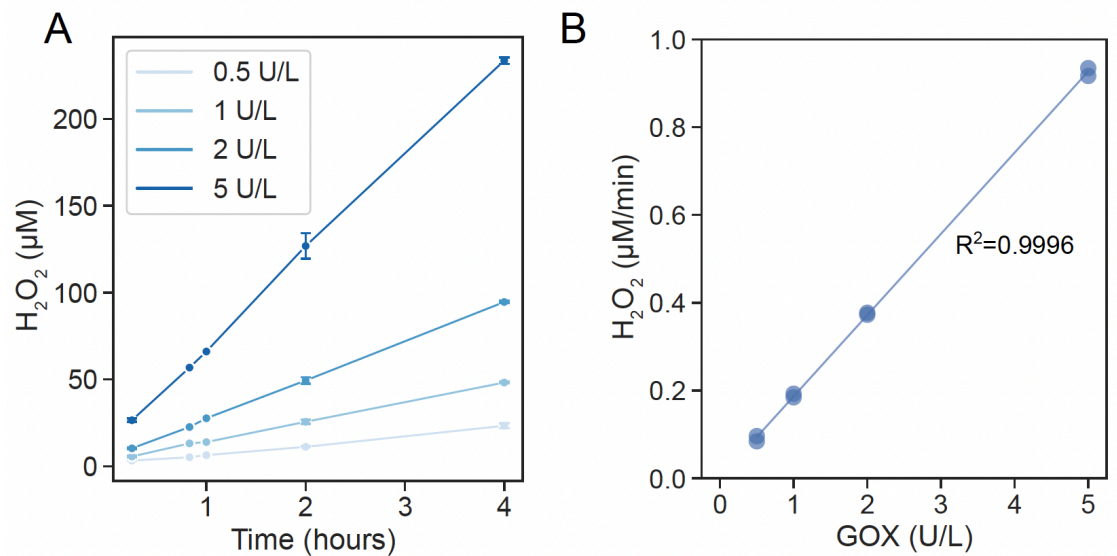 A
0.5 U/L
1 U/L
2 U/L
5 U/L
200
150
100
50
0
H₂O₂ (µM)
1
2
3
4
Time (hours)
B
1.0
0.8
0.6
0.4
0.2
0.0
H₂O₂ (µM/min)
R²=0.9996
0
1
2
3
4
5
GOX (U/L)